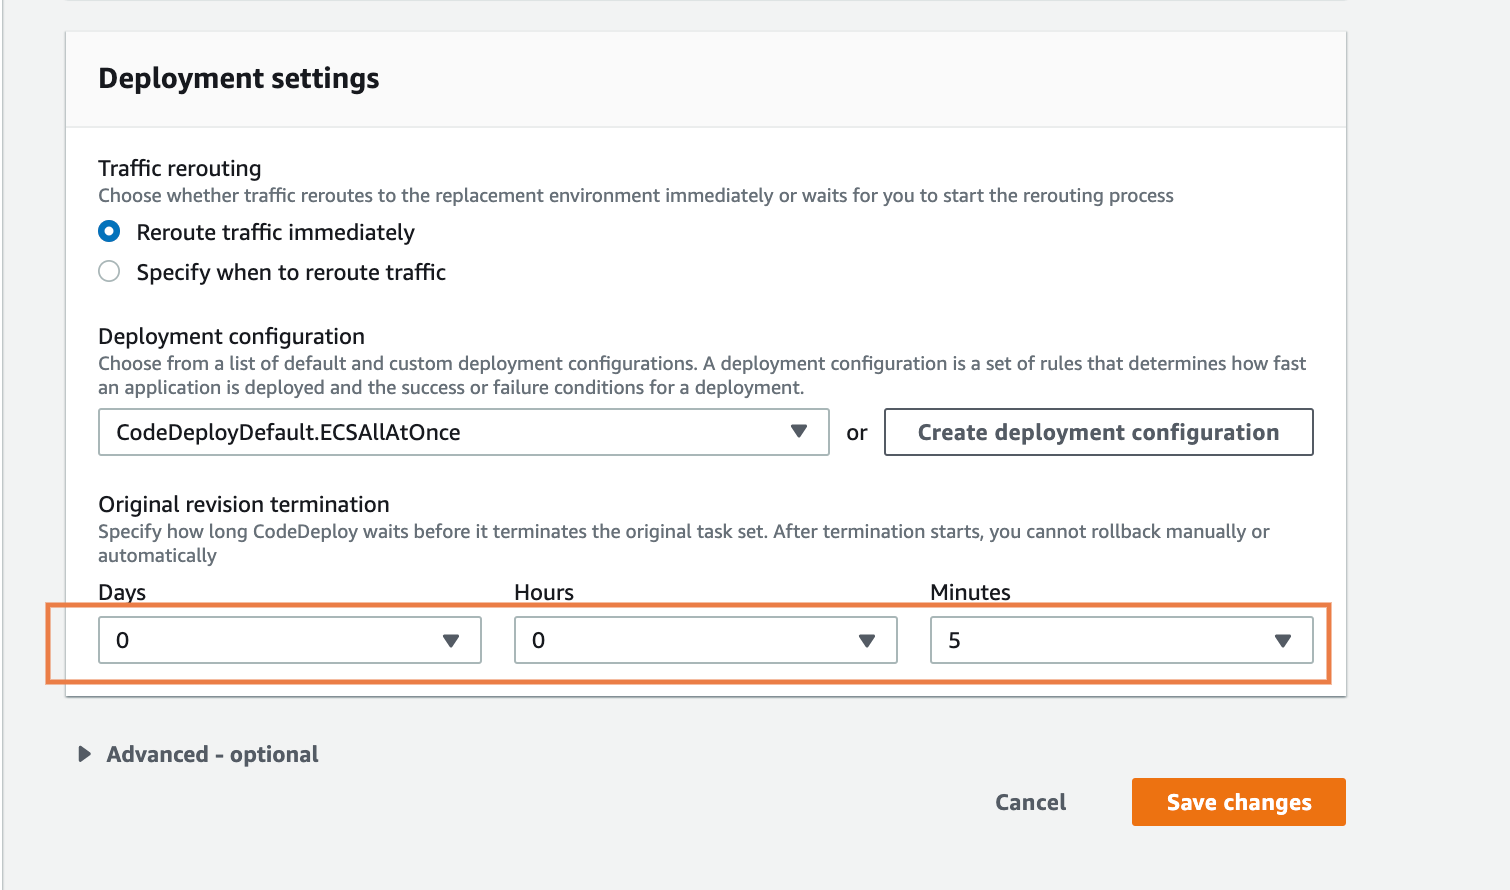 Deployment settings
Traffic rerouting
Choose whether traffic reroutes to the replacement environment immediately or waits for you to start the rerouting process
Reroute traffic immediately
Specify when to reroute traffic
Deployment configuration
Choose from a list of default and custom deployment configurations. A deployment configuration is a set of rules that determines how fast
an application is deployed and the success or failure conditions for a deployment.
CodeDeployDefault.ECSAllAtOnce or Create deployment configuration
Original revision termination
Specify how long CodeDeploy waits before it terminates the original task set. After termination starts, you cannot rollback manually or
automatically
Days Hours Minutes
0 0 5
Advanced - optional
Cancel Save changes